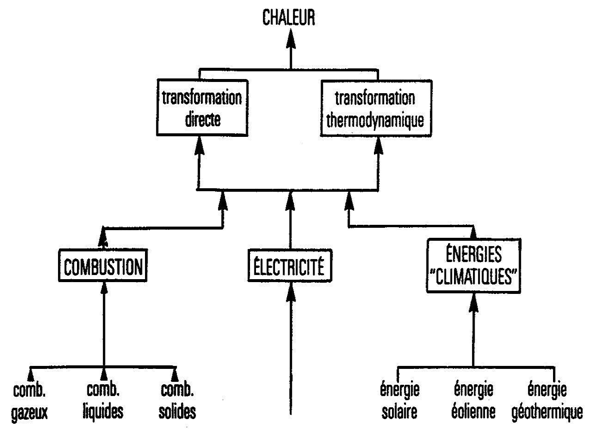 CHALEUR
transformation
directe
transformation
thermodynamique
COMBUSTION
ÉLECTRICITÉ
ÉNERGIES
"CLIMATIQUES"
comb.
gazeux
comb.
liquides
comb.
solides
énergie
solaire
énergie
éolienne
énergie
géothermique